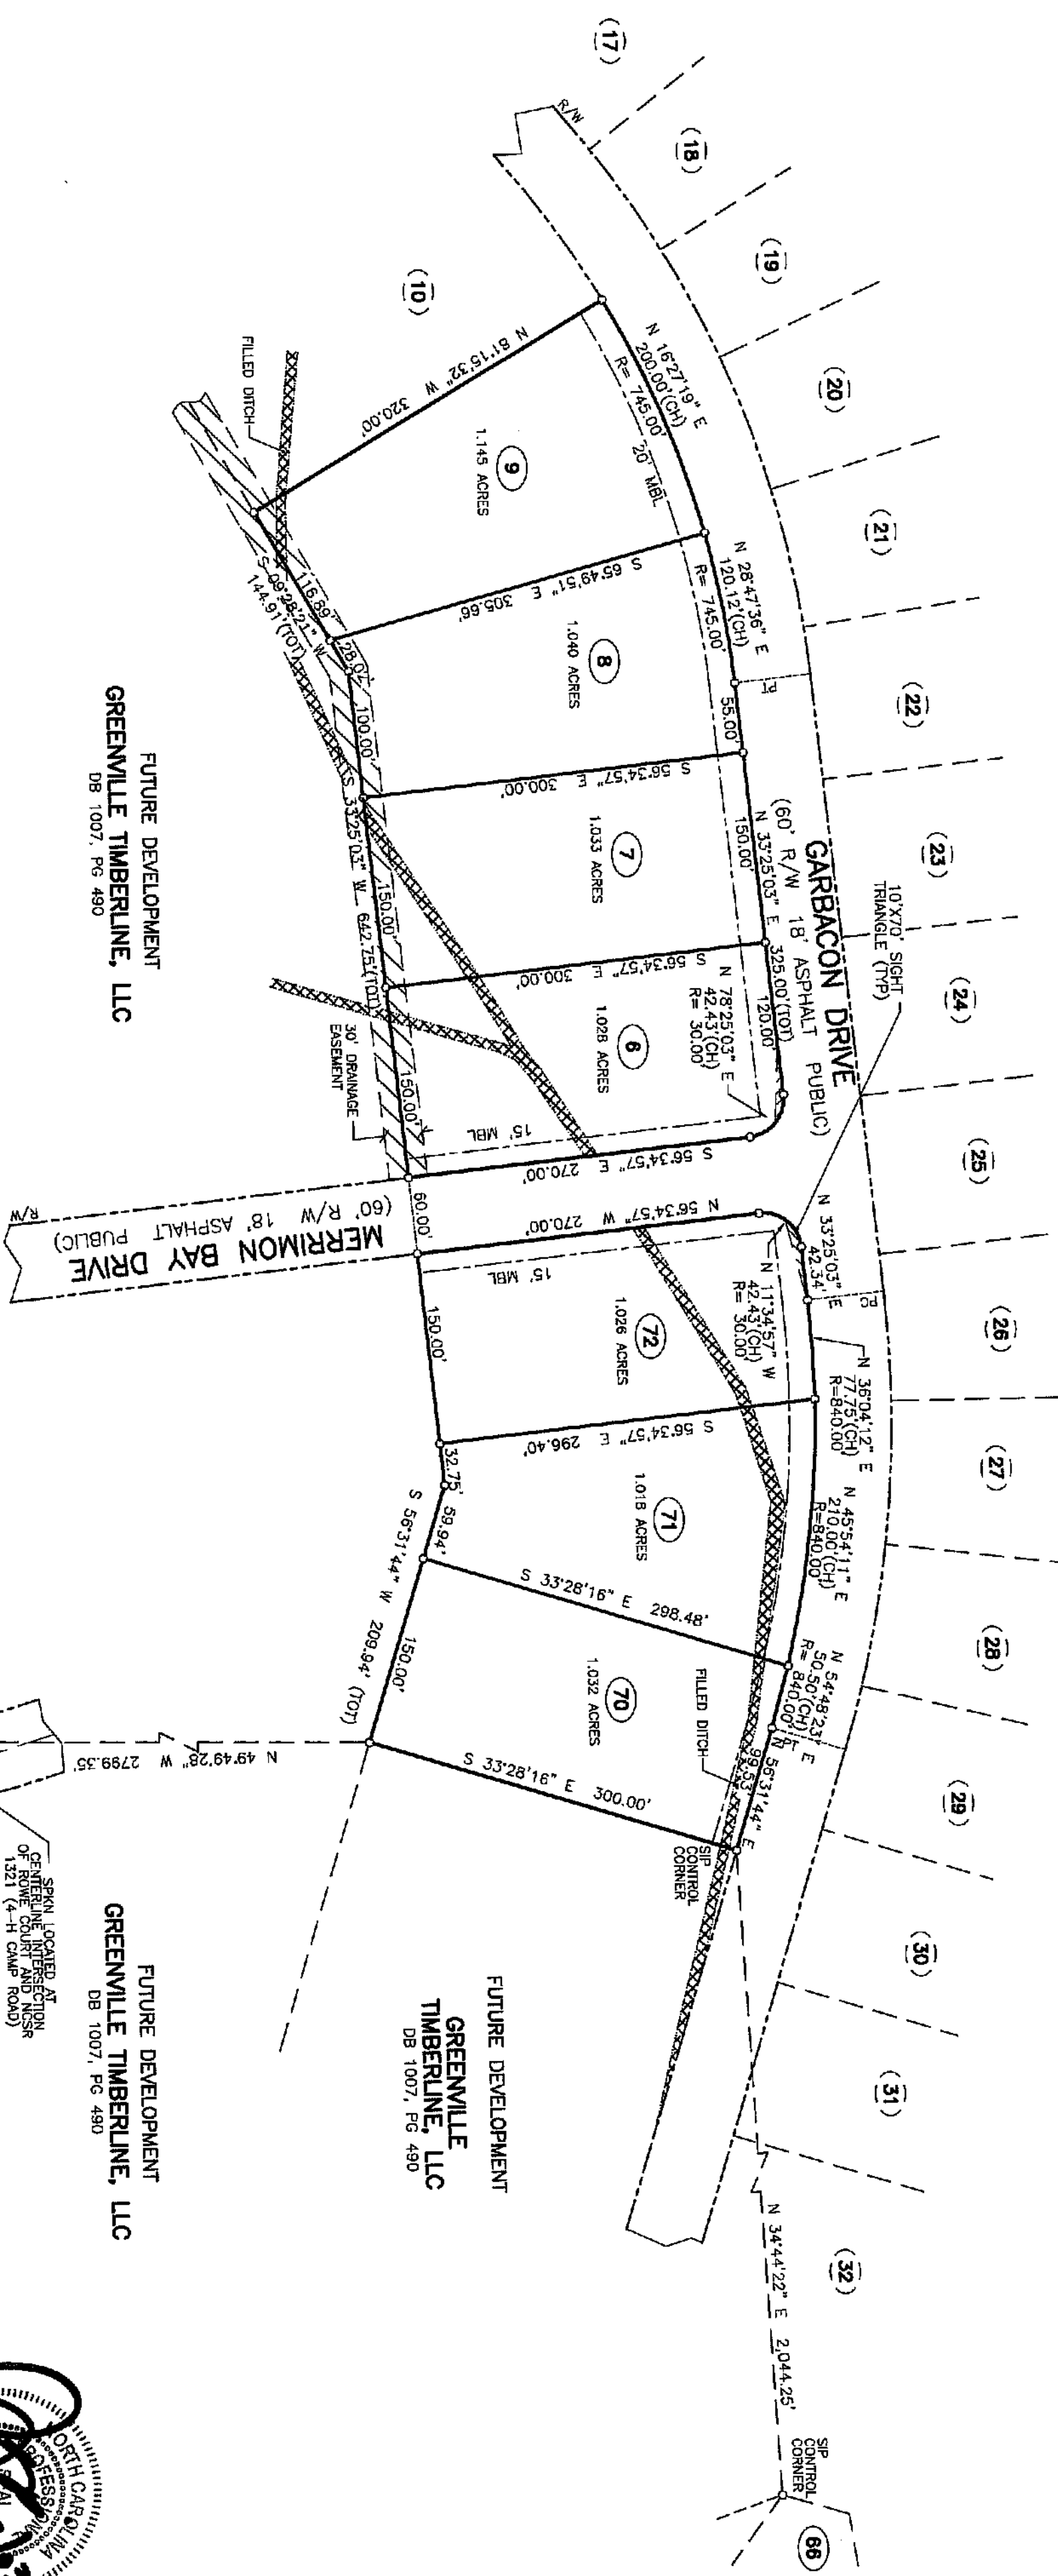 (17)
(18)
(19)
(20)
(21)
(22)
(23)
(24)
(25)
(26)
(27)
(28)
(29)
(30)
(31)
(32)
66
SIP
CONTROL
CORNER
N 34°44'22" E 2,044.25'
R/W
(10)
N 16°27'19" E
200.00'(CH)
R= 745.00'
20' MBL
N 28°47'36" E
120.12'(CH)
R= 745.00'
PT
55.00'
GARBACON DRIVE
(60' R/W 18' ASPHALT PUBLIC)
N 33°25'03" E 325.00'(TOT)
150.00'
120.00'
10'X70' SIGHT
TRIANGLE (TYP)
N 78°25'03" E
42.43'(CH)
R= 30.00'
N 33°25'03" E
42.34'
PC
N 36°04'12" E
77.75'(CH)
R=840.00'
N 45°54'11" E
210.00'(CH)
R=840.00'
N 54°48'23" E
50.50'(CH)
R= 840.00'
PT
N 56°31'44" E
99.53'
SIP
CONTROL
CORNER
N 81°15'32" W 320.00'
9
1.145 ACRES
S 65°49'51" E 305.66'
8
1.040 ACRES
S 56°34'57" E 300.00'
7
1.033 ACRES
S 56°34'57" E 300.00'
6
1.028 ACRES
15' MBL
S 56°34'57" E 270.00'
N 56°34'57" W 270.00'
15' MBL
N 11°34'57" W
42.43'(CH)
R= 30.00'
72
1.026 ACRES
S 56°34'57" E 296.40'
71
1.018 ACRES
S 33°28'16" E 298.48'
70
1.032 ACRES
FILLED DITCH
S 33°28'16" E 300.00'
FILLED DITCH
116.89'
S 09°28'21" W
144.91'(TOT)
28.02'
100.00'
S 33°25'03" W 642.75'(TOT)
150.00'
150.00'
30' DRAINAGE
EASEMENT
60.00'
MERRIMON BAY DRIVE
(60' R/W 18' ASPHALT PUBLIC)
R/W
150.00'
32.75'
59.94'
S 56°31'44" W 209.94' (TOT)
150.00'
N 49°49'28" W 2799.35'
SPKN LOCATED AT
CENTERLINE INTERSECTION
OF ROWE COURT AND NCSR
1321 (4-H CAMP ROAD)
FUTURE DEVELOPMENT
GREENVILLE TIMBERLINE, LLC
DB 1007, PG 490
FUTURE DEVELOPMENT
GREENVILLE TIMBERLINE, LLC
DB 1007, PG 490
FUTURE DEVELOPMENT
GREENVILLE
TIMBERLINE, LLC
DB 1007, PG 490
NORTH CAROLINA